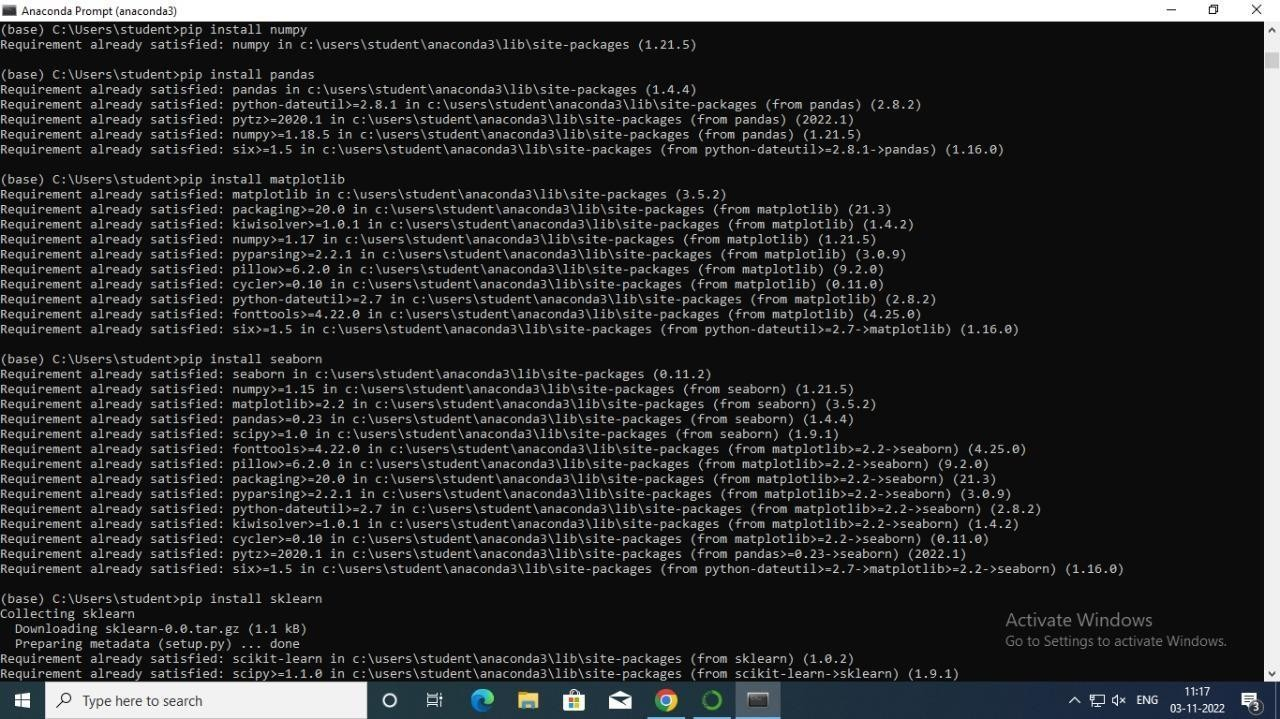 Anaconda Prompt (anaconda3)
(base) C:\Users\student>pip install numpy
Requirement already satisfied: numpy in c:\users\student\anaconda3\lib\site-packages (1.21.5)
(base) C:\Users\student>pip install pandas
Requirement already satisfied: pandas in c:\users\student\anaconda3\lib\site-packages (1.4.4)
Requirement already satisfied: python-dateutil>=2.8.1 in c:\users\student\anaconda3\lib\site-packages (from pandas) (2.8.2)
Requirement already satisfied: pytz>=2020.1 in c:\users\student\anaconda3\lib\site-packages (from pandas) (2022.1)
Requirement already satisfied: numpy>=1.18.5 in c:\users\student\anaconda3\lib\site-packages (from pandas) (1.21.5)
Requirement already satisfied: six>=1.5 in c:\users\student\anaconda3\lib\site-packages (from python-dateutil>=2.8.1->pandas) (1.16.0)
(base) C:\Users\student>pip install matplotlib
Requirement already satisfied: matplotlib in c:\users\student\anaconda3\lib\site-packages (3.5.2)
Requirement already satisfied: packaging>=20.0 in c:\users\student\anaconda3\lib\site-packages (from matplotlib) (21.3)
Requirement already satisfied: kiwisolver>=1.0.1 in c:\users\student\anaconda3\lib\site-packages (from matplotlib) (1.4.2)
Requirement already satisfied: numpy>=1.17 in c:\users\student\anaconda3\lib\site-packages (from matplotlib) (1.21.5)
Requirement already satisfied: pyparsing>=2.2.1 in c:\users\student\anaconda3\lib\site-packages (from matplotlib) (3.0.9)
Requirement already satisfied: pillow>=6.2.0 in c:\users\student\anaconda3\lib\site-packages (from matplotlib) (9.2.0)
Requirement already satisfied: cycler>=0.10 in c:\users\student\anaconda3\lib\site-packages (from matplotlib) (0.11.0)
Requirement already satisfied: python-dateutil>=2.7 in c:\users\student\anaconda3\lib\site-packages (from matplotlib) (2.8.2)
Requirement already satisfied: fonttools>=4.22.0 in c:\users\student\anaconda3\lib\site-packages (from matplotlib) (4.25.0)
Requirement already satisfied: six>=1.5 in c:\users\student\anaconda3\lib\site-packages (from python-dateutil>=2.7->matplotlib) (1.16.0)
(base) C:\Users\student>pip install seaborn
Requirement already satisfied: seaborn in c:\users\student\anaconda3\lib\site-packages (0.11.2)
Requirement already satisfied: numpy>=1.15 in c:\users\student\anaconda3\lib\site-packages (from seaborn) (1.21.5)
Requirement already satisfied: matplotlib>=2.2 in c:\users\student\anaconda3\lib\site-packages (from seaborn) (3.5.2)
Requirement already satisfied: pandas>=0.23 in c:\users\student\anaconda3\lib\site-packages (from seaborn) (1.4.4)
Requirement already satisfied: scipy>=1.0 in c:\users\student\anaconda3\lib\site-packages (from seaborn) (1.9.1)
Requirement already satisfied: fonttools>=4.22.0 in c:\users\student\anaconda3\lib\site-packages (from matplotlib>=2.2->seaborn) (4.25.0)
Requirement already satisfied: pillow>=6.2.0 in c:\users\student\anaconda3\lib\site-packages (from matplotlib>=2.2->seaborn) (9.2.0)
Requirement already satisfied: packaging>=20.0 in c:\users\student\anaconda3\lib\site-packages (from matplotlib>=2.2->seaborn) (21.3)
Requirement already satisfied: pyparsing>=2.2.1 in c:\users\student\anaconda3\lib\site-packages (from matplotlib>=2.2->seaborn) (3.0.9)
Requirement already satisfied: python-dateutil>=2.7 in c:\users\student\anaconda3\lib\site-packages (from matplotlib>=2.2->seaborn) (2.8.2)
Requirement already satisfied: kiwisolver>=1.0.1 in c:\users\student\anaconda3\lib\site-packages (from matplotlib>=2.2->seaborn) (1.4.2)
Requirement already satisfied: cycler>=0.10 in c:\users\student\anaconda3\lib\site-packages (from matplotlib>=2.2->seaborn) (0.11.0)
Requirement already satisfied: pytz>=2020.1 in c:\users\student\anaconda3\lib\site-packages (from pandas>=0.23->seaborn) (2022.1)
Requirement already satisfied: six>=1.5 in c:\users\student\anaconda3\lib\site-packages (from python-dateutil>=2.7->matplotlib>=2.2->seaborn) (1.16.0)
(base) C:\Users\student>pip install sklearn
Collecting sklearn
Downloading sklearn-0.0.tar.gz (1.1 kB)
Preparing metadata (setup.py) ... done
Requirement already satisfied: scikit-learn in c:\users\student\anaconda3\lib\site-packages (from sklearn) (1.0.2)
Requirement already satisfied: scipy>=1.1.0 in c:\users\student\anaconda3\lib\site-packages (from scikit-learn->sklearn) (1.9.1)
Activate Windows
Go to Settings to activate Windows.
Type here to search
ENG
11:17
03-11-2022
3